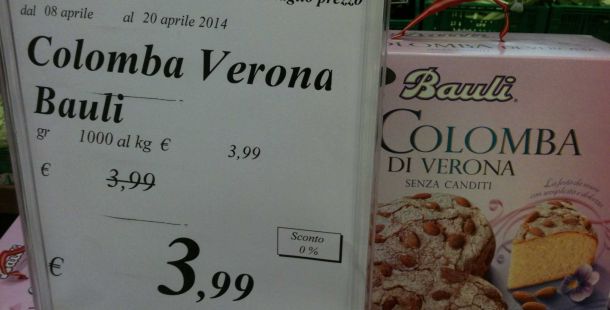 prezzo
dal 08 aprile al 20 aprile 2014
Colomba Verona
Bauli
gr 1000 al kg € 3,99
€ 3,99
Sconto
0 %
€ 3,99
Bauli
COLOMBA
DI VERONA
SENZA CANDITI